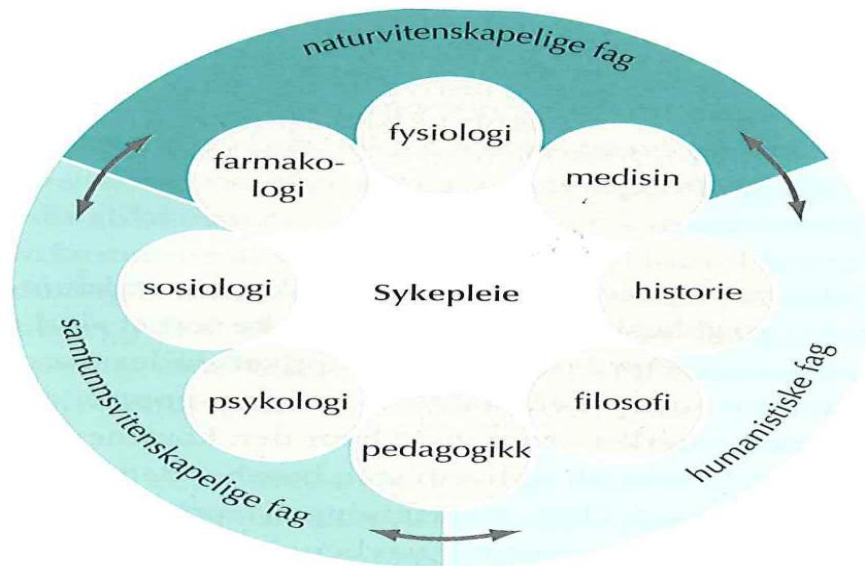 naturvitenskapelige fag
fysiologi
farmako-
logi
medisin
sosiologi
Sykepleie
historie
psykologi
filosofi
pedagogikk
samfunnsvitenskapelige fag
humanistiske fag